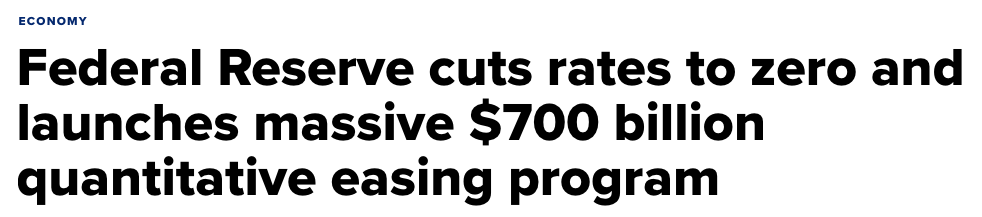 ECONOMY
Federal Reserve cuts rates to zero and
launches massive $700 billion
quantitative easing program